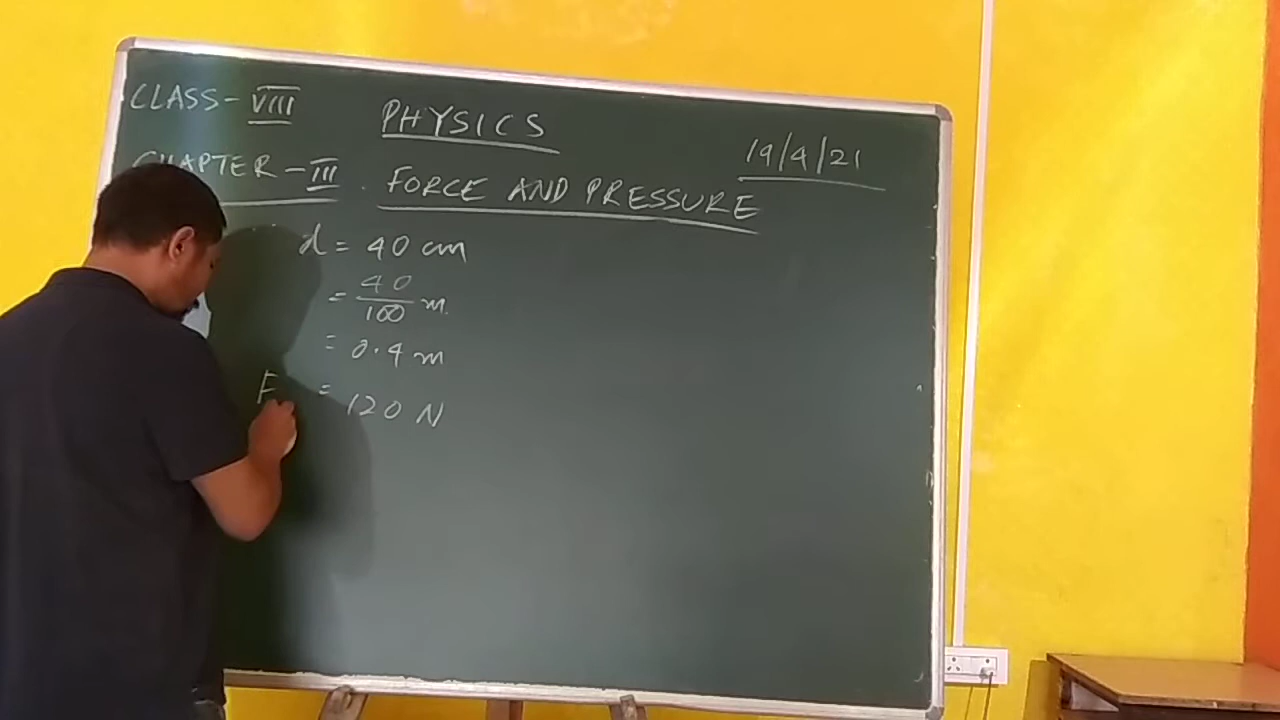 CLASS - VIII
PHYSICS
19/4/21
CHAPTER - III
FORCE AND PRESSURE
d = 40 cm
= 40/100 m
= 0.4 m
F = 120 N